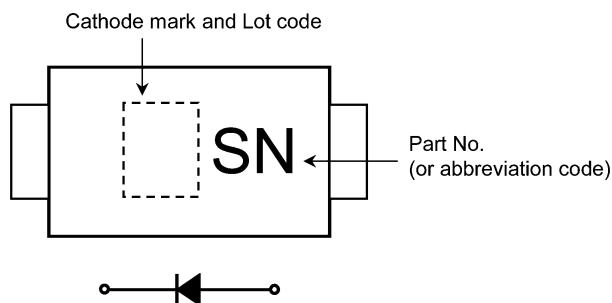 Cathode mark and Lot code
SN
Part No.
(or abbreviation code)